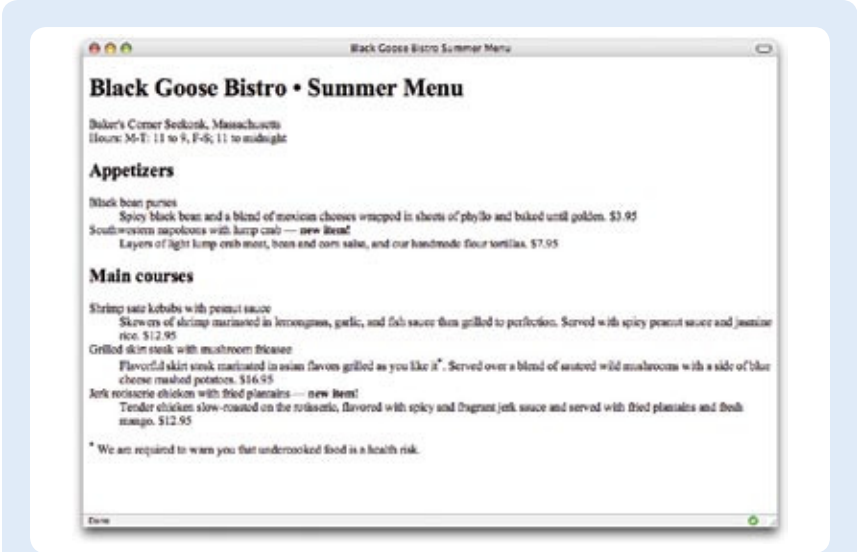 Black Goose Bistro Summer Menu
Black Goose Bistro • Summer Menu
Baker's Corner Seekonk, Massachusetts
Hours: M-T: 11 to 9, F-S; 11 to midnight
Appetizers
Black bean purses
Spicy black bean and a blend of mexican cheeses wrapped in sheets of phyllo and baked until golden. $3.95
Southwestern napoleons with lump crab — new item!
Layers of light lump crab meat, bean and corn salsa, and our handmade flour tortillas. $7.95
Main courses
Shrimp sate kebabs with peanut sauce
Skewers of shrimp marinated in lemongrass, garlic, and fish sauce then grilled to perfection. Served with spicy peanut sauce and jasmine
rice. $12.95
Grilled skirt steak with mushroom fricasee
Flavorful skirt steak marinated in asian flavors grilled as you like it*. Served over a blend of sauteed wild mushrooms with a side of blue
cheese mashed potatoes. $16.95
Jerk rotisserie chicken with fried plantains — new item!
Tender chicken slow-roasted on the rotisserie, flavored with spicy and fragrant jerk sauce and served with fried plantains and fresh
mango. $12.95
* We are required to warn you that undercooked food is a health risk.
Done